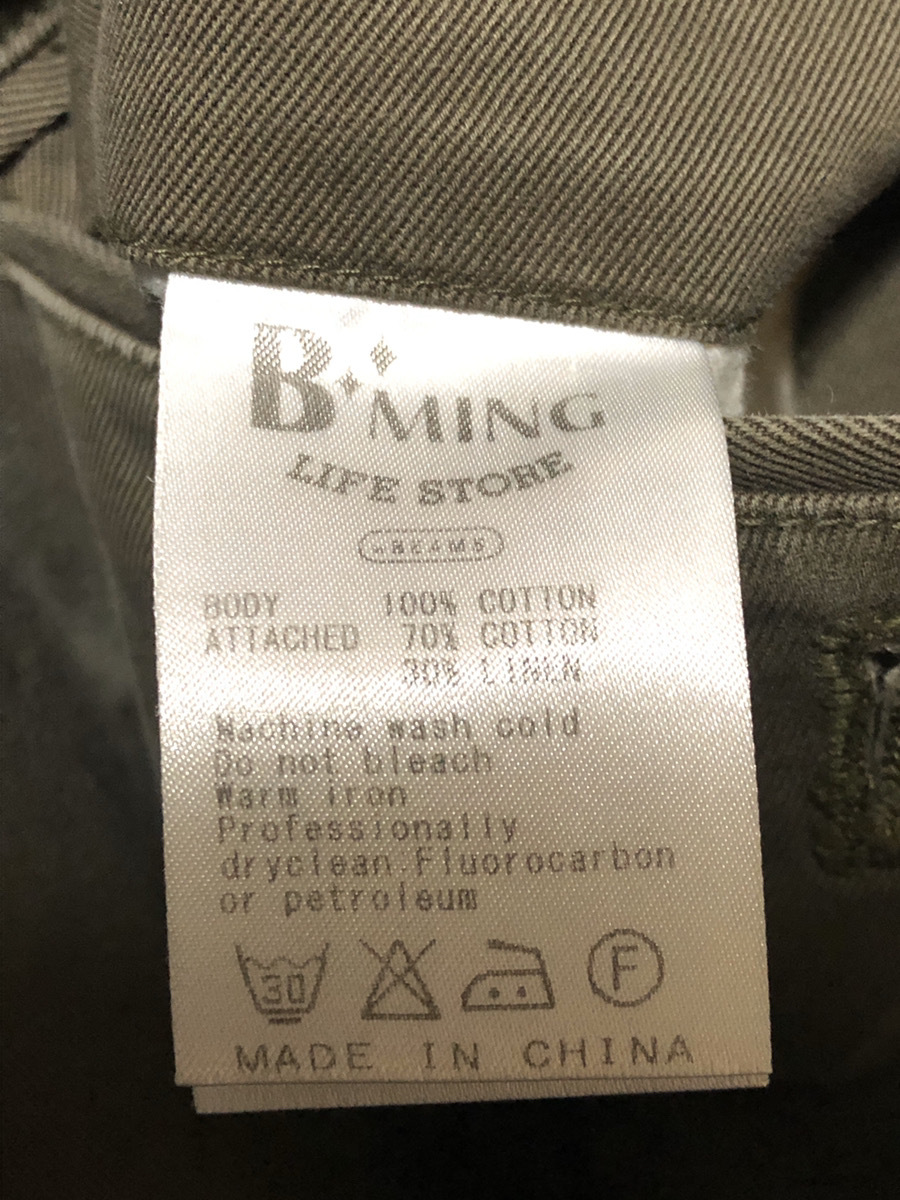 B:MING
LIFE STORE
BEAMS
BODY 100% COTTON
ATTACHED 70% COTTON
30% LINEN
Machine wash cold
Do not bleach
Warm iron
Professionally
dryclean:Fluorocarbon
or petroleum
30 F
MADE IN CHINA